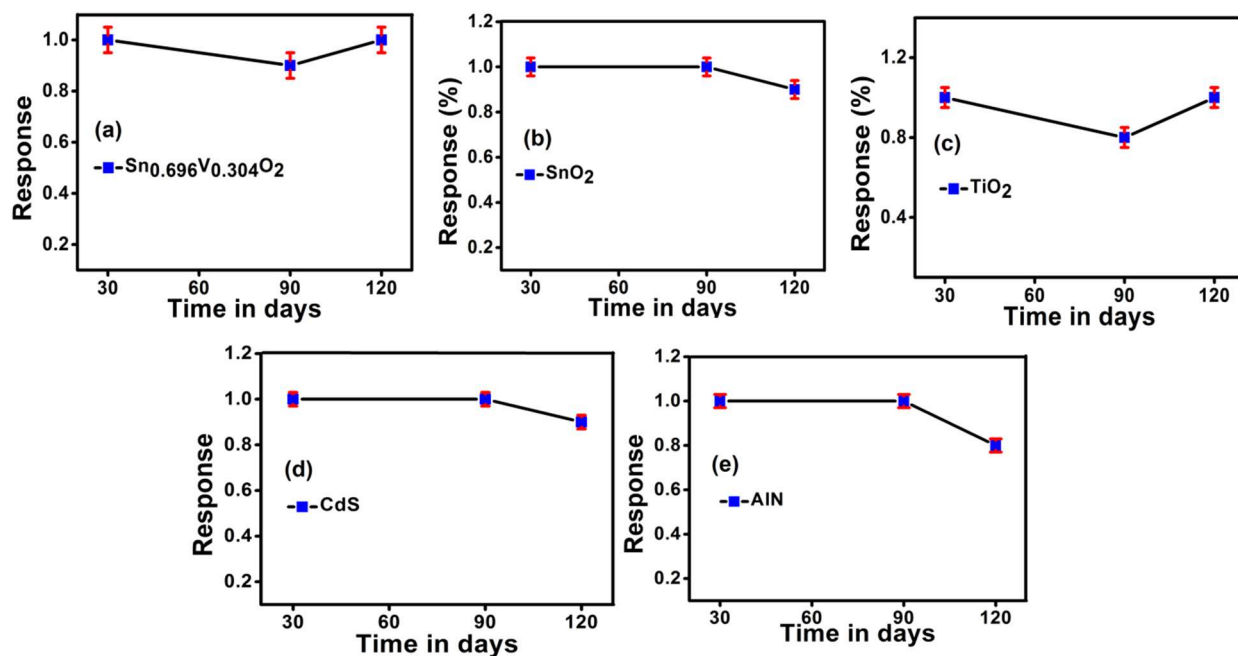 1.0
0.8
0.6
0.4
0.2
Response
(a)
Sn0.696V0.304O2
30 60 90 120
Time in days
1.2
1.0
0.8
0.6
0.4
0.2
Response (%)
(b)
SnO2
30 60 90 120
Time in days
1.2
0.8
0.4
Response (%)
(c)
TiO2
30 60 90 120
Time in days
1.2
1.0
0.8
0.6
0.4
0.2
Response
(d)
CdS
30 60 90 120
Time in days
1.2
1.0
0.8
0.6
0.4
0.2
Response
(e)
AlN
30 60 90 120
Time in days